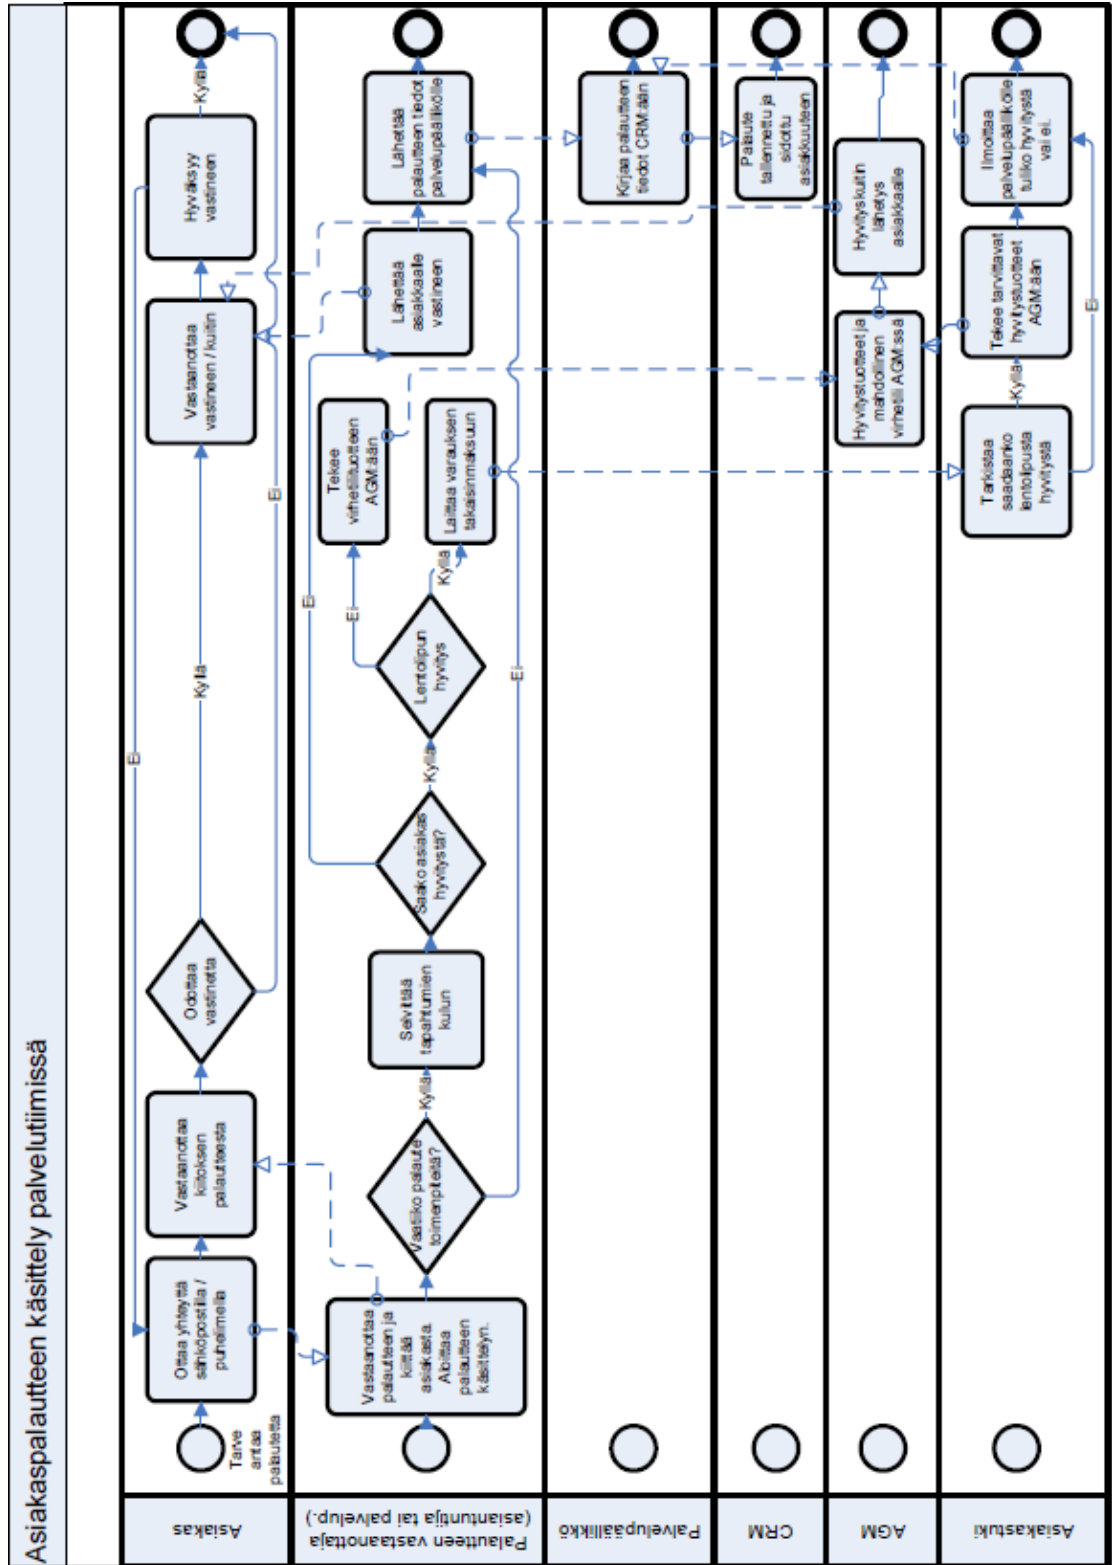 Asiakaspalautteen käsittely palvelutiimissä
Asiakas
Tarve
antaa
palautetta
Ottaa yhteyttä
sähköpostilla /
puhelimella
Vastaanottaa
kiitoksen
palautteesta
Odottaa
vastinetta
Kyllä
Ei
Vastaanottaa
vastineen / kuitin
Hyväksyy
vastineen
Kyllä
Ei
Palautteen vastaanottaja
(asiantuntija tai palvelup.)
Vastaanottaa
palautteen ja
kiittää
asiakasta.
Aloittaa
palautteen
käsittelyn.
Vaatiiko palaute
toimenpiteitä?
Kyllä
Ei
Selvittää
tapahtumien
kulun
Saako asiakas
hyvitystä?
Kyllä
Ei
Lentolipun
hyvitys
Ei
Kyllä
Tekee
virhetilituotteen
AGM:ään
Laittaa varauksen
takaisinmaksuun
Lähettää
asiakkaalle
vastineen
Lähettaa
palautteen tiedot
palvelupäällikölle
Palvelupäällikkö
Kirjaa palautteen
tiedot CRM:ään
CRM
Palaute
tallennettu ja
sidottu
asiakkuuteen
AGM
Hyvitystuotteet ja
mahdollinen
virhetili AGM:ssä
Hyvityskuitin
lähetys
asiakkaalle
Asiakastuki
Tarkistaa
saadaanko
lentolipusta
hyvitystä
Kyllä
Ei
Tekee tarvittavat
hyvitystuotteet
AGM:ään
Ilmoittaa
palvelupäällikölle
tuliko hyvitystä
vai ei.